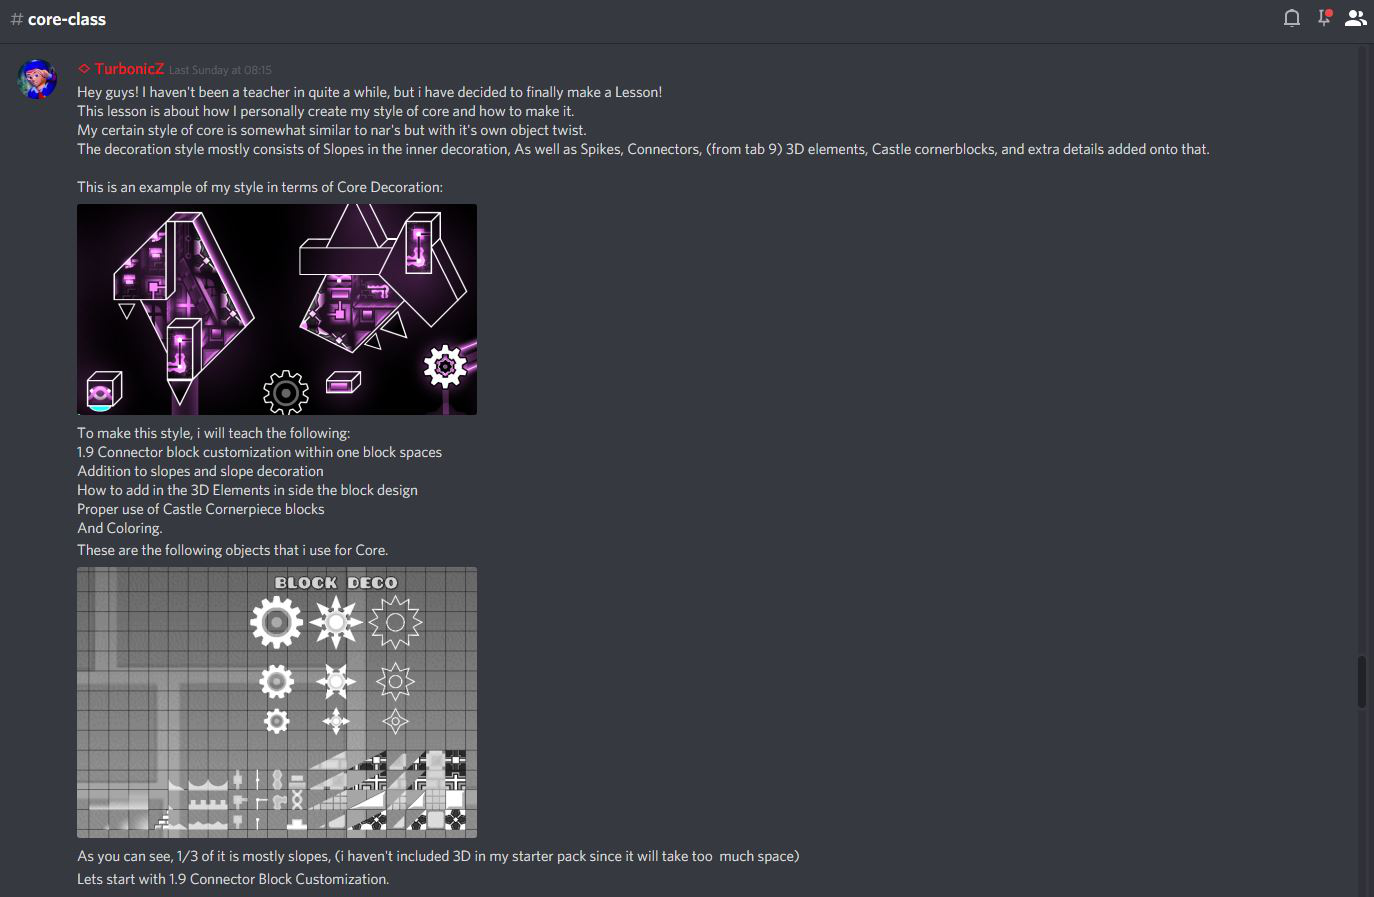 # core-class
TurbonicZ Last Sunday at 08:15
Hey guys! I haven't been a teacher in quite a while, but i have decided to finally make a Lesson!
This lesson is about how I personally create my style of core and how to make it.
My certain style of core is somewhat similar to nar's but with it's own object twist.
The decoration style mostly consists of Slopes in the inner decoration, As well as Spikes, Connectors, (from tab 9) 3D elements, Castle cornerblocks, and extra details added onto that.
This is an example of my style in terms of Core Decoration:
To make this style, i will teach the following:
1.9 Connector block customization within one block spaces
Addition to slopes and slope decoration
How to add in the 3D Elements in side the block design
Proper use of Castle Cornerpiece blocks
And Coloring.
These are the following objects that i use for Core.
BLOCK DECO
As you can see, 1/3 of it is mostly slopes, (i haven't included 3D in my starter pack since it will take too  much space)
Lets start with 1.9 Connector Block Customization.